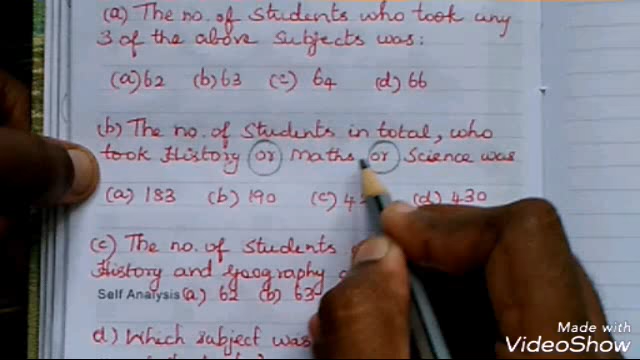 (a) The no. of Students who took any
3 of the above Subjects was:
(a) 62 (b) 63 (c) 64 (d) 66
(b) The no. of Students in total, who
took History or Maths or Science was
(a) 183 (b) 190 (c) (d) 430
(c) The no. of Students
History and Geography
Self Analysis (a) 62 (b) 63
d) Which subject was
Made with
VideoShow